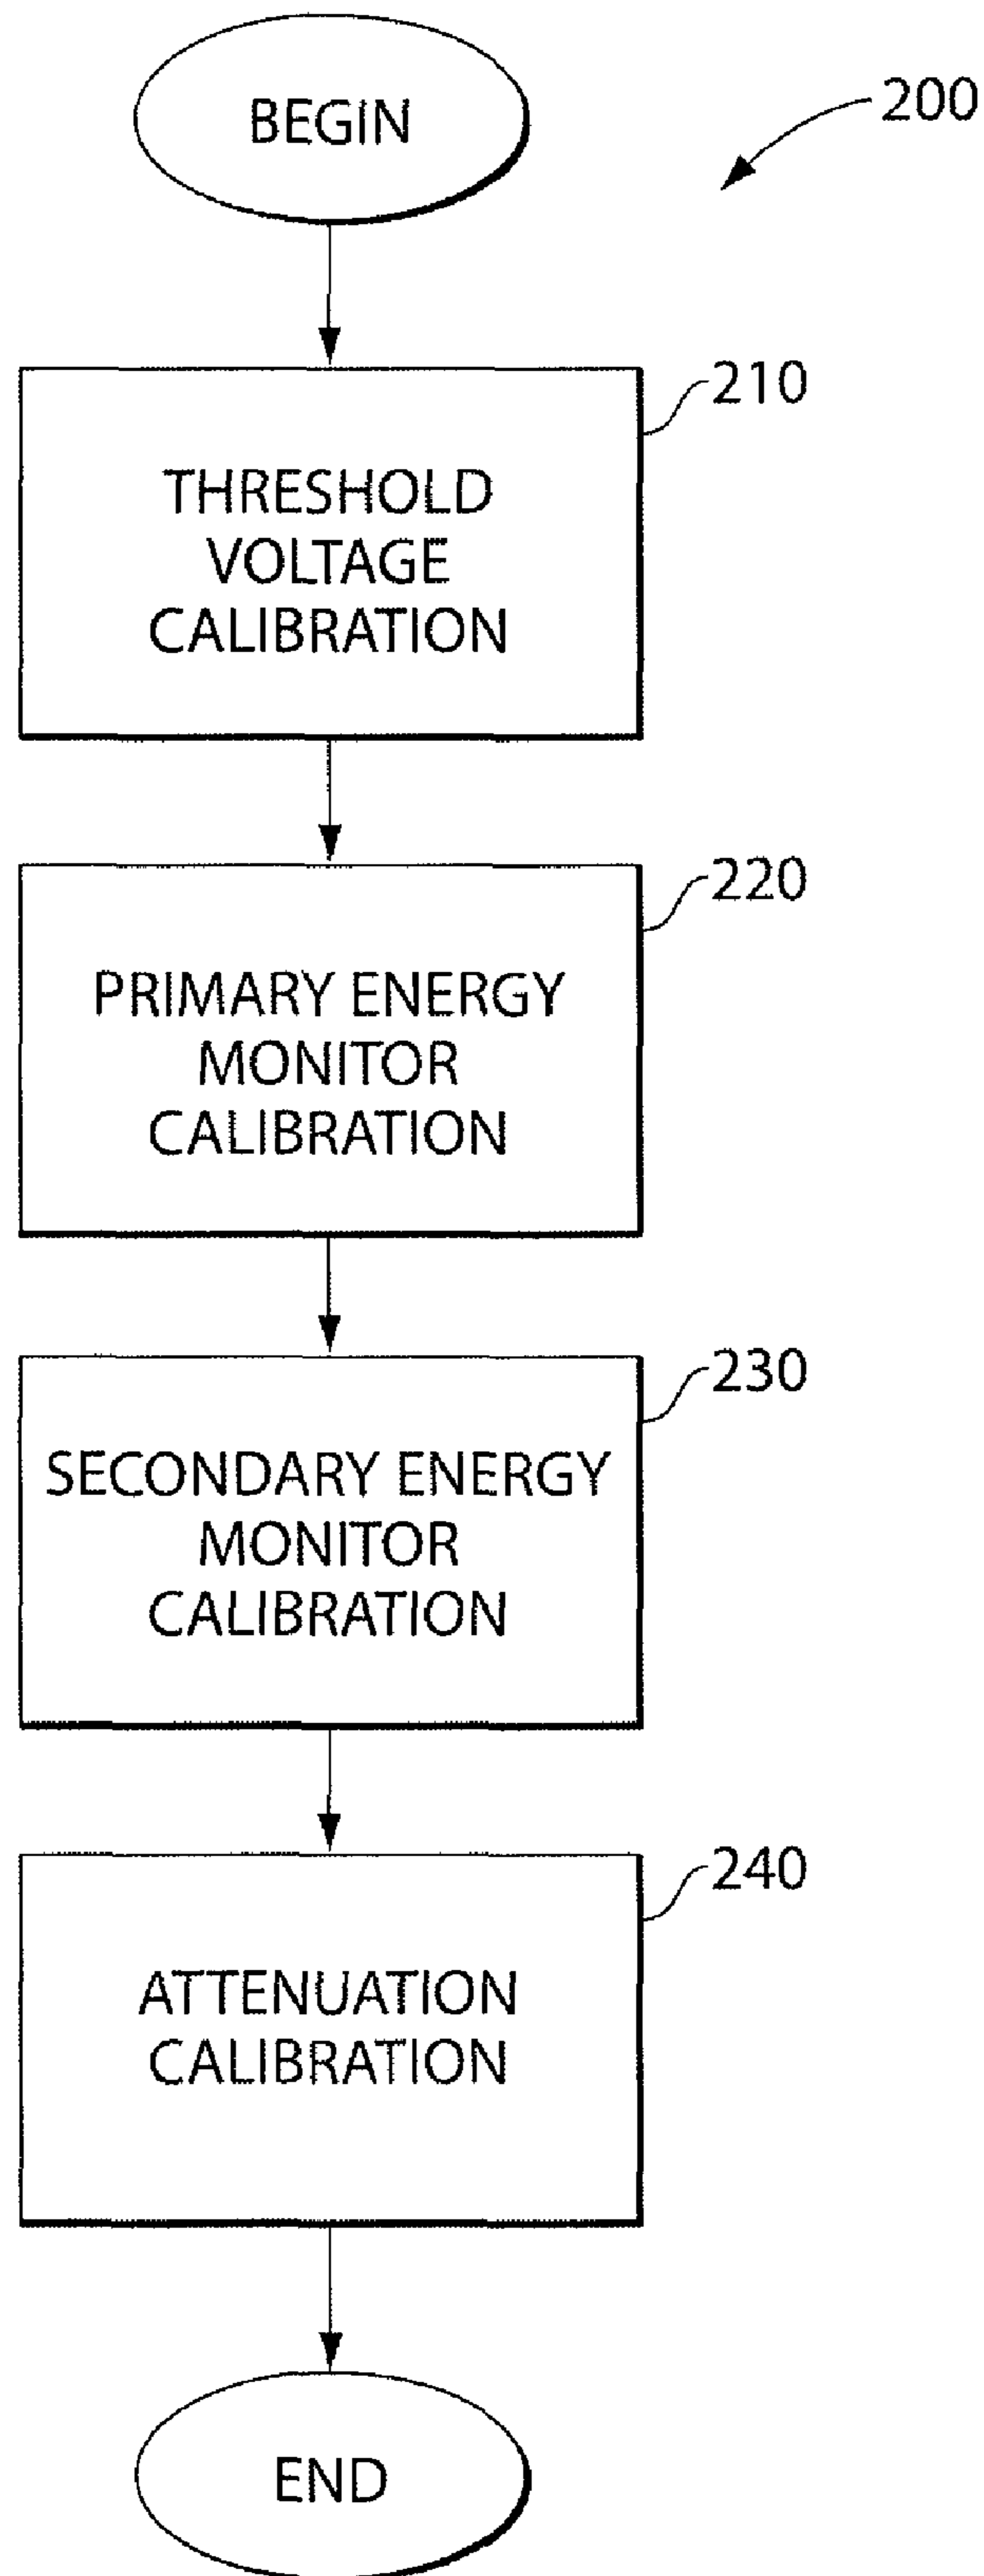 BEGIN
200
210
THRESHOLD
VOLTAGE
CALIBRATION
220
PRIMARY ENERGY
MONITOR
CALIBRATION
230
SECONDARY ENERGY
MONITOR
CALIBRATION
240
ATTENUATION
CALIBRATION
END